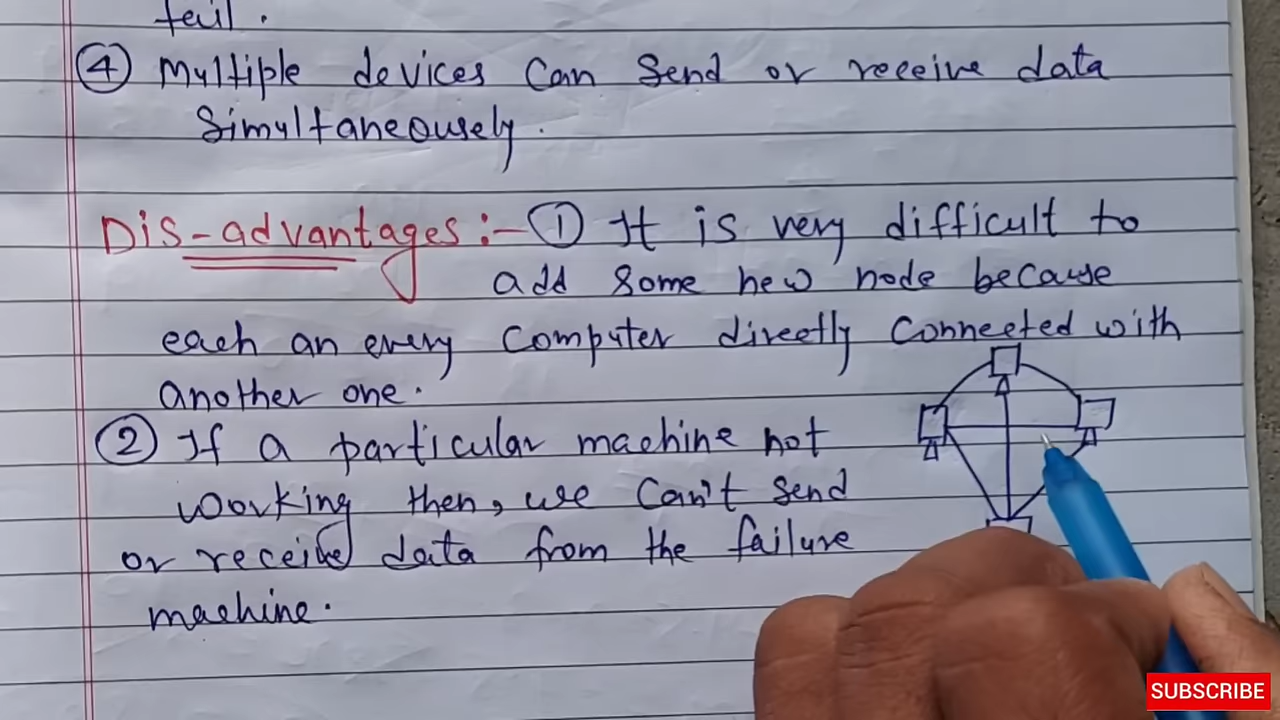 fail.
④ Multiple devices Can Send or receive data
Simultaneously.
Dis-advantages:- ① It is very difficult to
add some new node because
each an every computer directly connected with
another one.
② If a particular machine not
working then, we Can't send
or receive data from the failure
machine.
SUBSCRIBE